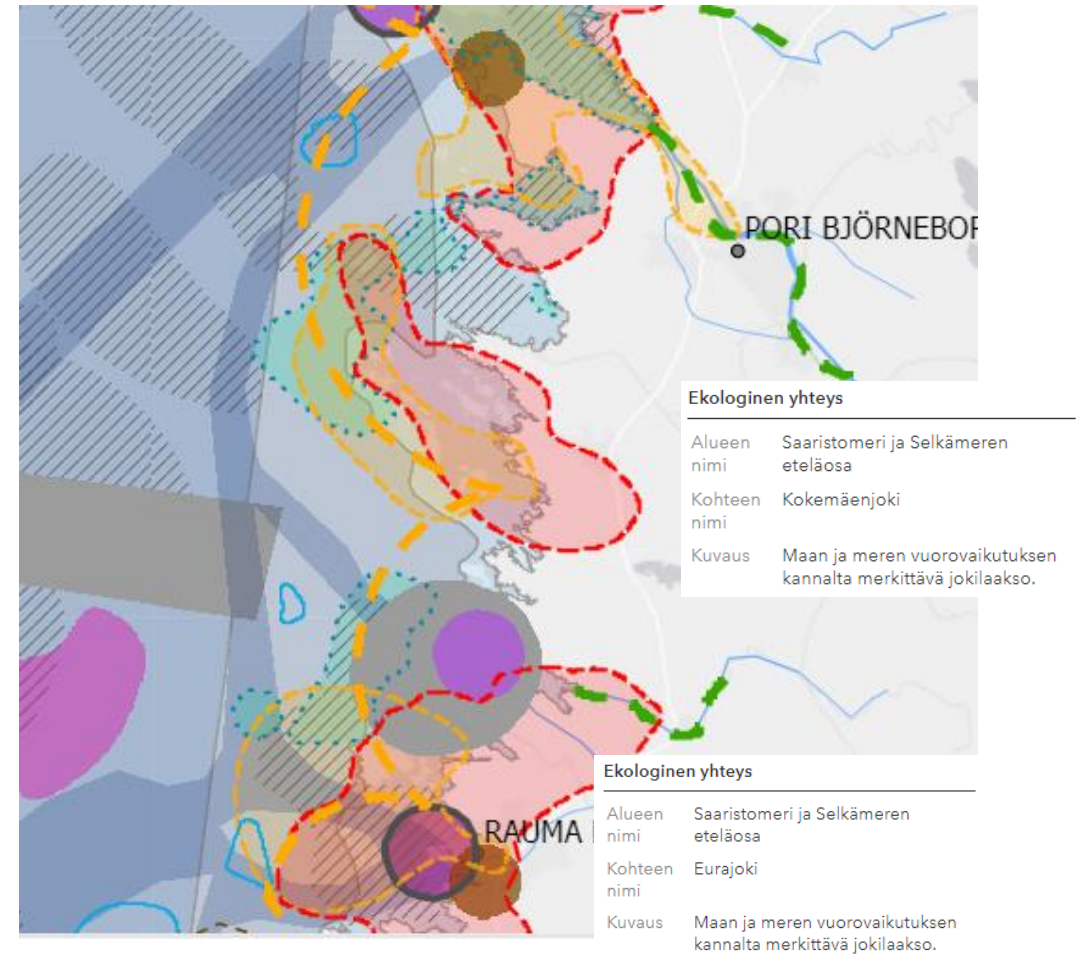 PORI BJÖRNEBOR
Ekologinen yhteys
Alueen nimi Saaristomeri ja Selkämeren eteläosa
Kohteen nimi Kokemäenjoki
Kuvaus Maan ja meren vuorovaikutuksen
kannalta merkittävä jokilaakso.
RAUMA
Ekologinen yhteys
Alueen nimi Saaristomeri ja Selkämeren eteläosa
Kohteen nimi Eurajoki
Kuvaus Maan ja meren vuorovaikutuksen
kannalta merkittävä jokilaakso.